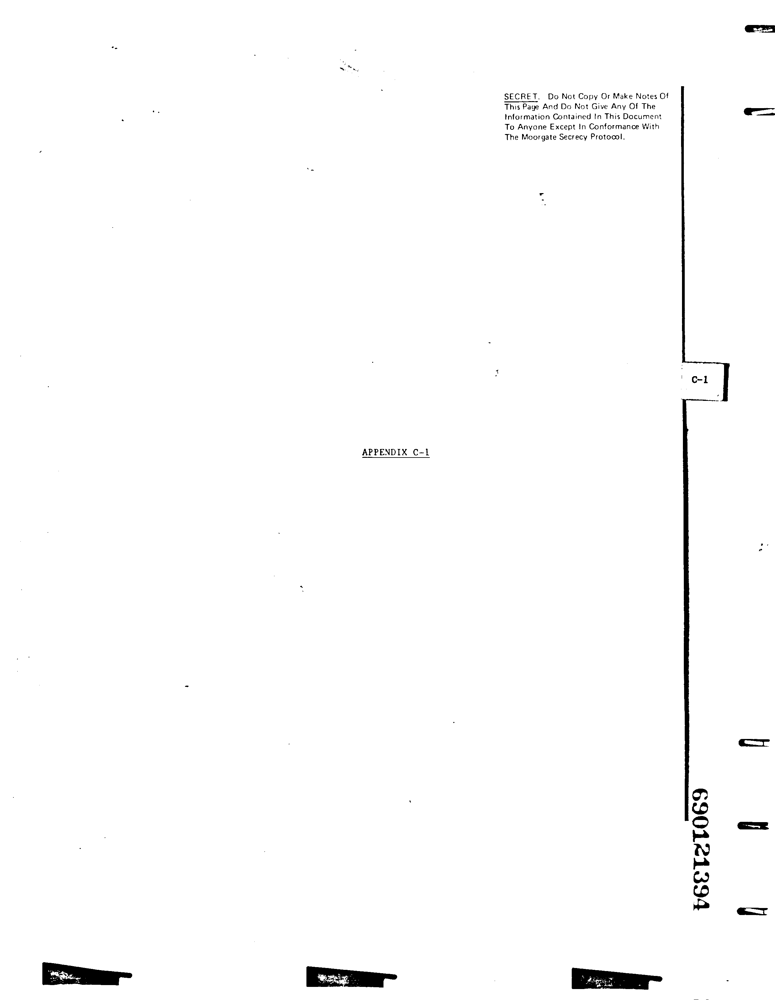 SECRET. Do Not Copy Or Make Notes Of
This Page And Do Not Give Any Of The
Information Contained In This Document
To Anyone Except In Conformance With
The Moorgate Secrecy Protocol.
C-1
APPENDIX C-1
690121394